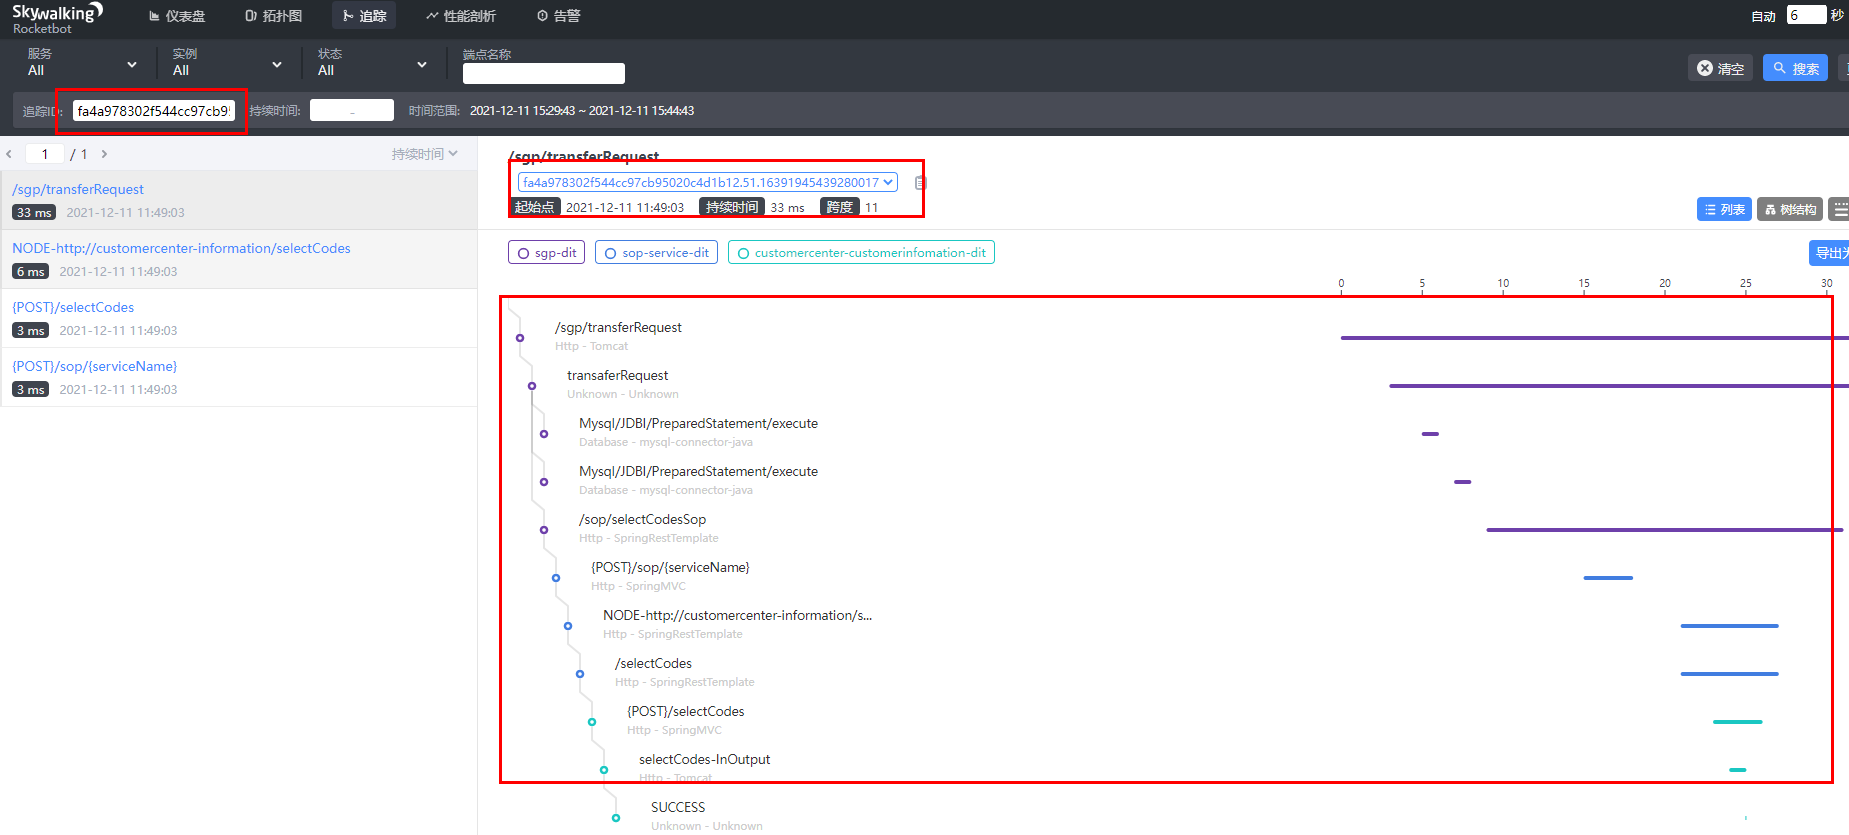 Skywalking
Rocketbot
仪表盘
拓扑图
追踪
性能剖析
告警
自动 6 秒
服务
All
实例
All
状态
All
端点名称
清空
搜索
追踪ID:
fa4a978302f544cc97cb95
持续时间:
-
时间范围: 2021-12-11 15:29:43 ~ 2021-12-11 15:44:43
1 / 1
持续时间
/sgp/transferRequest
33 ms 2021-12-11 11:49:03
NODE-http://customercenter-information/selectCodes
6 ms 2021-12-11 11:49:03
{POST}/selectCodes
3 ms 2021-12-11 11:49:03
{POST}/sop/{serviceName}
3 ms 2021-12-11 11:49:03
/sgp/transferRequest
fa4a978302f544cc97cb95020c4d1b12.51.16391945439280017
起始点 2021-12-11 11:49:03 持续时间 33 ms 跨度 11
列表
树结构
sgp-dit
sop-service-dit
customercenter-customerinfomation-dit
导出为
0 5 10 15 20 25 30
/sgp/transferRequest
Http - Tomcat
transaferRequest
Unknown - Unknown
Mysql/JDBI/PreparedStatement/execute
Database - mysql-connector-java
Mysql/JDBI/PreparedStatement/execute
Database - mysql-connector-java
/sop/selectCodesSop
Http - SpringRestTemplate
{POST}/sop/{serviceName}
Http - SpringMVC
NODE-http://customercenter-information/s...
Http - SpringRestTemplate
/selectCodes
Http - SpringRestTemplate
{POST}/selectCodes
Http - SpringMVC
selectCodes-InOutput
Http - Tomcat
SUCCESS
Unknown - Unknown